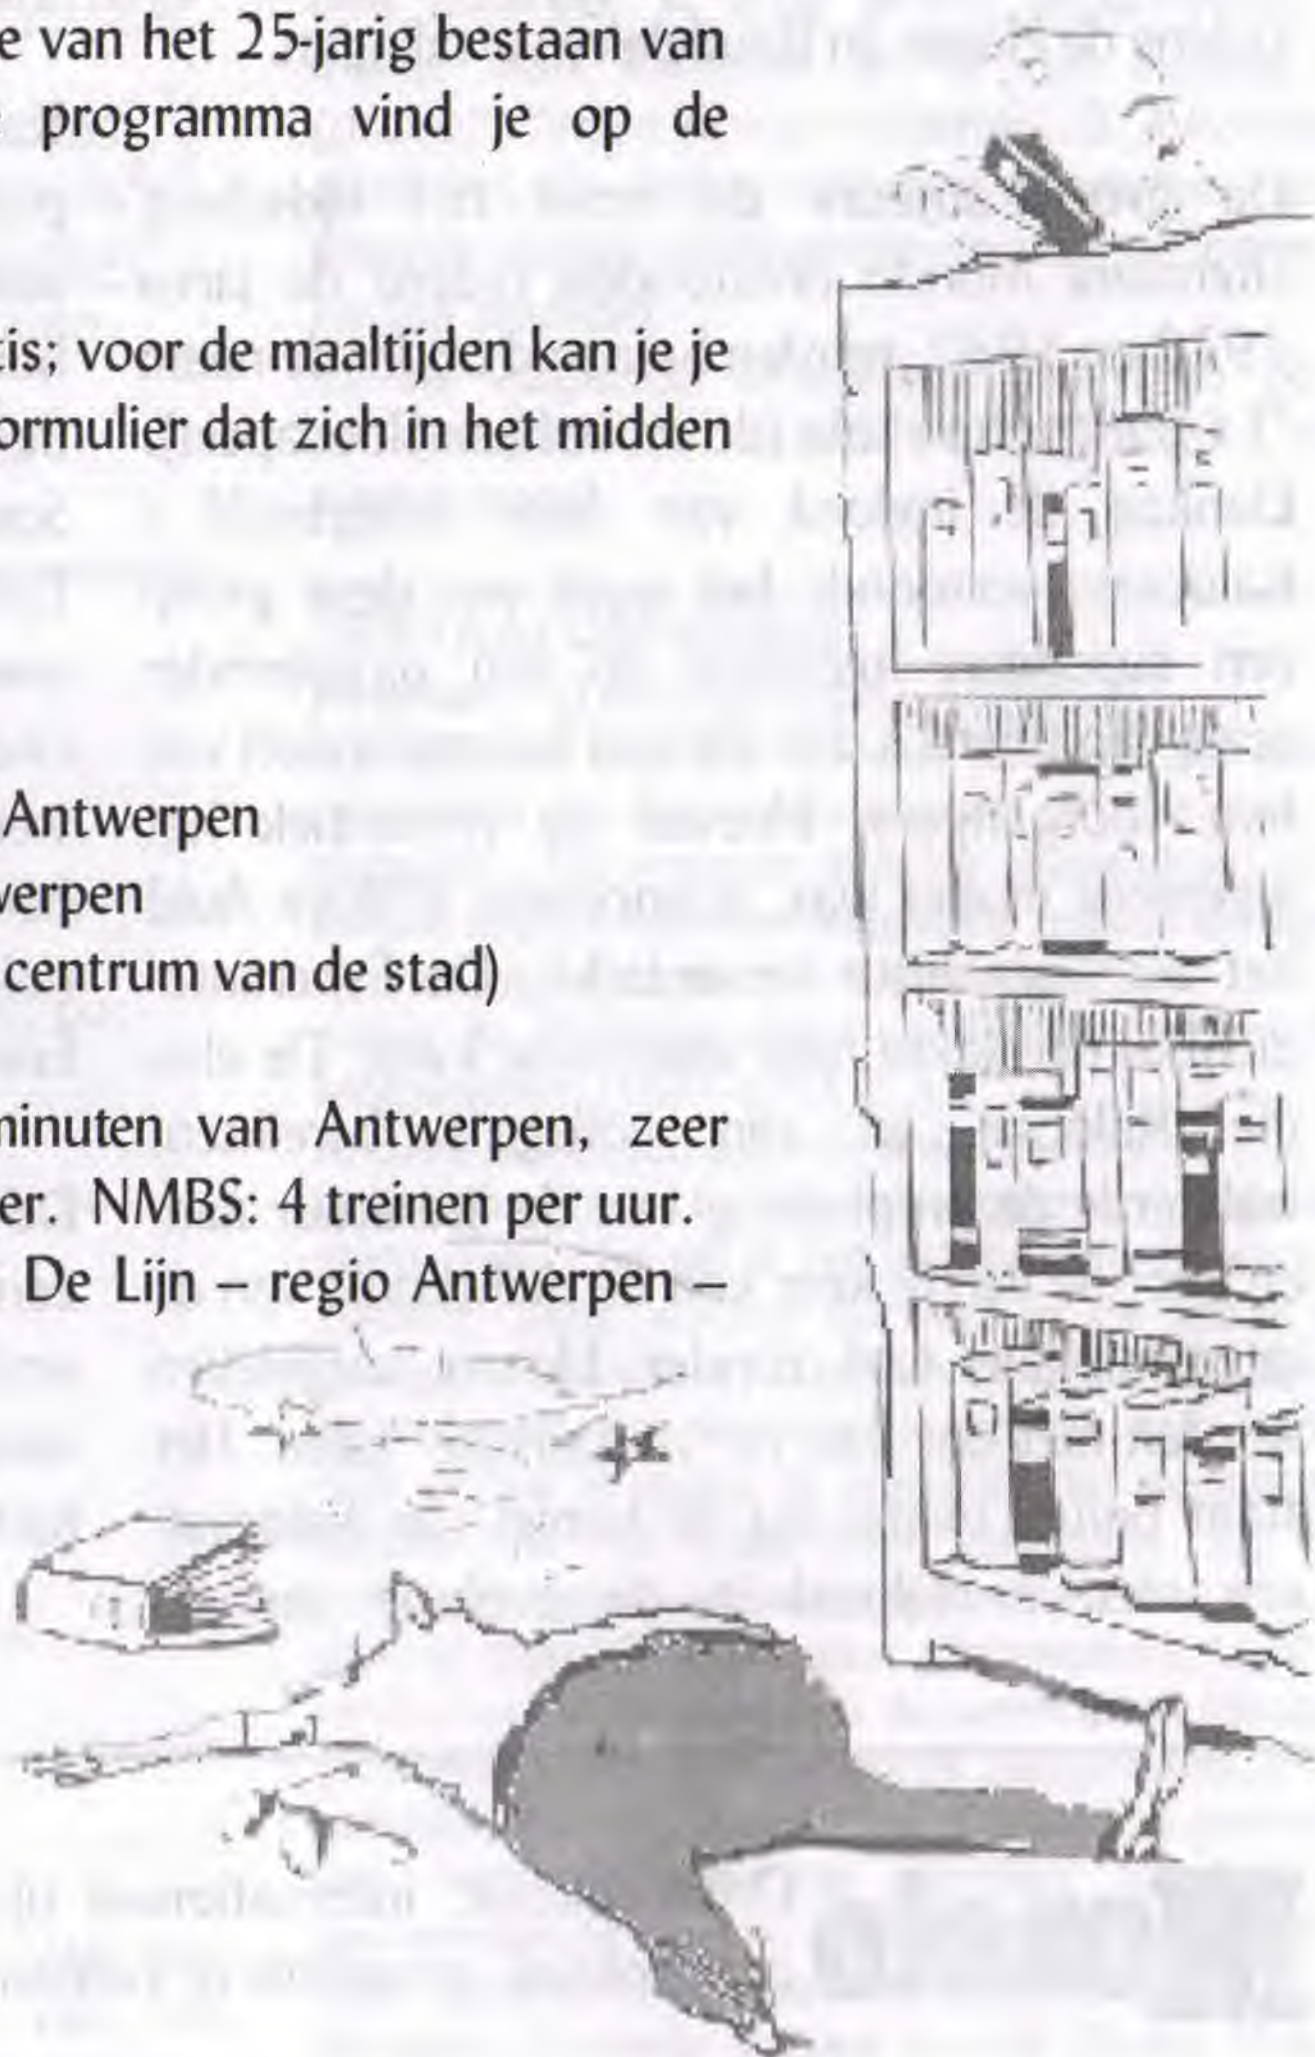 e van het 25-jarig bestaan van
programma vind je op de
tis; voor de maaltijden kan je je
ormulier dat zich in het midden
Antwerpen
werpen
centrum van de stad)
minuten van Antwerpen, zeer
er. NMBS: 4 treinen per uur.
De Lijn – regio Antwerpen –